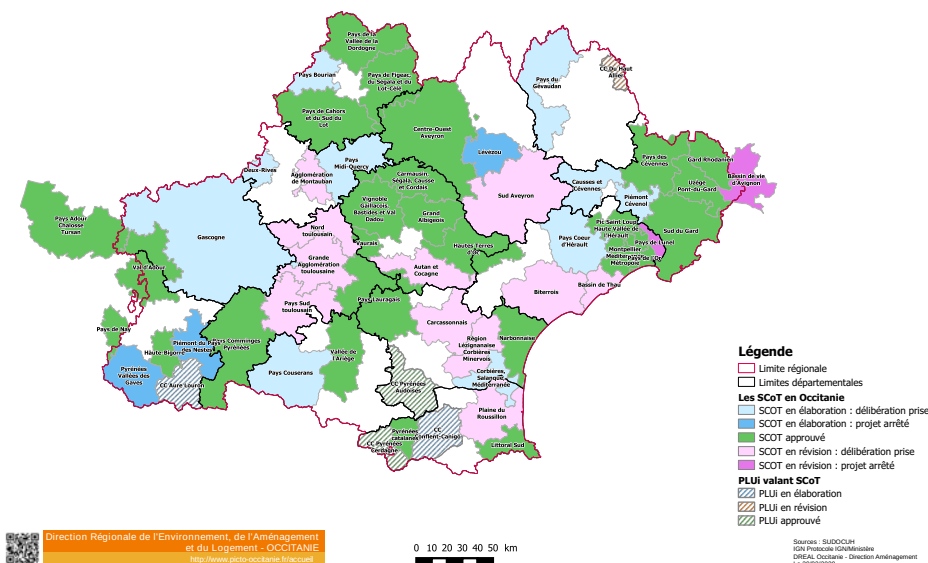 Pays de la
Vallée de la
Dordogne
Pays Bourian
Pays de Figeac,
du Ségala et du
Lot-Célé
Pays de Cahors
et du Sud du
Lot
Pays du
Gévaudan
CC Du Haut
Allier
Centre-Ouest
Aveyron
Lévezou
Deux-Rives
Agglomération
de Montauban
Pays
Midi-Quercy
Carmausin,
Ségala, Causse
et Cordais
Vignoble
Gaillacois,
Bastides et Val
Dadou
Grand
Albigeois
Sud Aveyron
Causses et
Cévennes
Pays des
Cévennes
Gard Rhodanien
Uzège
Pont-du-Gard
Bassin de vie
d'Avignon
Piémont
Cévenol
Pays Adour
Chalosse
Tursan
Gascogne
Nord
toulousain
Vaurais
Hautes Terres
d'Oc
Pays Coeur
d'Hérault
Pic Saint Loup
Haute Vallée de
l'Hérault
Sud du Gard
Pays de Lunel
Montpellier
Méditerranée
Métropole
Pays de l'Or
Val d'Adour
Grande
Agglomération
toulousaine
Autan et
Cocagne
Biterrois
Bassin de Thau
Pays Sud
toulousain
Pays Lauragais
Pays de Nay
Carcassonnais
Région
Lézignanaise
Corbières
Minervois
Narbonnaise
Haute-Bigorre
Piémont du Pays
des Nestes
Pays Comminges
Pyrénées
Pyrénées
Vallées des
Gaves
CC Aure Louron
Pays Couserans
Vallée de
l'Ariège
CC Pyrénées
Audoises
Corbières,
Salanque,
Méditerranée
Plaine du
Roussillon
CC
Conflent-Canigo
Pyrénées
catalanes
CC Pyrénées
Cerdagne
Littoral Sud
Légende
Limite régionale
Limites départementales
Les SCoT en Occitanie
SCOT en élaboration : délibération prise
SCOT en élaboration : projet arrêté
SCOT approuvé
SCOT en révision : délibération prise
SCOT en révision : projet arrêté
PLUi valant SCoT
PLUi en élaboration
PLUi en révision
PLUi approuvé
Direction Régionale de l'Environnement, de l'Aménagement
et du Logement - OCCITANIE
http://www.picto-occitanie.fr/accueil
0 10 20 30 40 50 km
Sources : SUDOCUH
IGN Protocole IGN/Ministère
DREAL Occitanie - Direction Aménagement